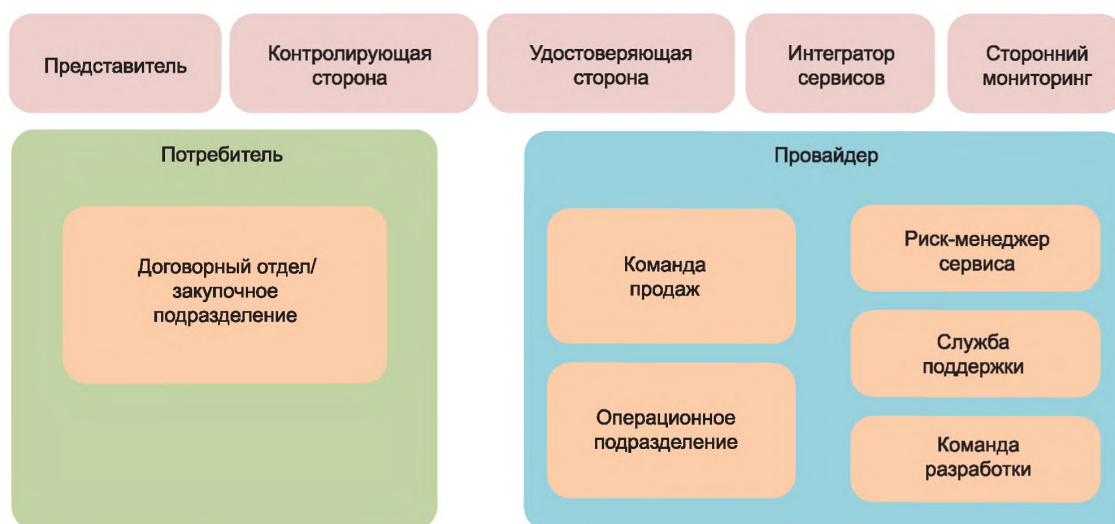 Представитель
Контролирующая
сторона
Удостоверяющая
сторона
Интегратор
сервисов
Сторонний
мониторинг
Потребитель
Договорный отдел/
закупочное
подразделение
Провайдер
Команда
продаж
Операционное
подразделение
Риск-менеджер
сервиса
Служба
поддержки
Команда
разработки